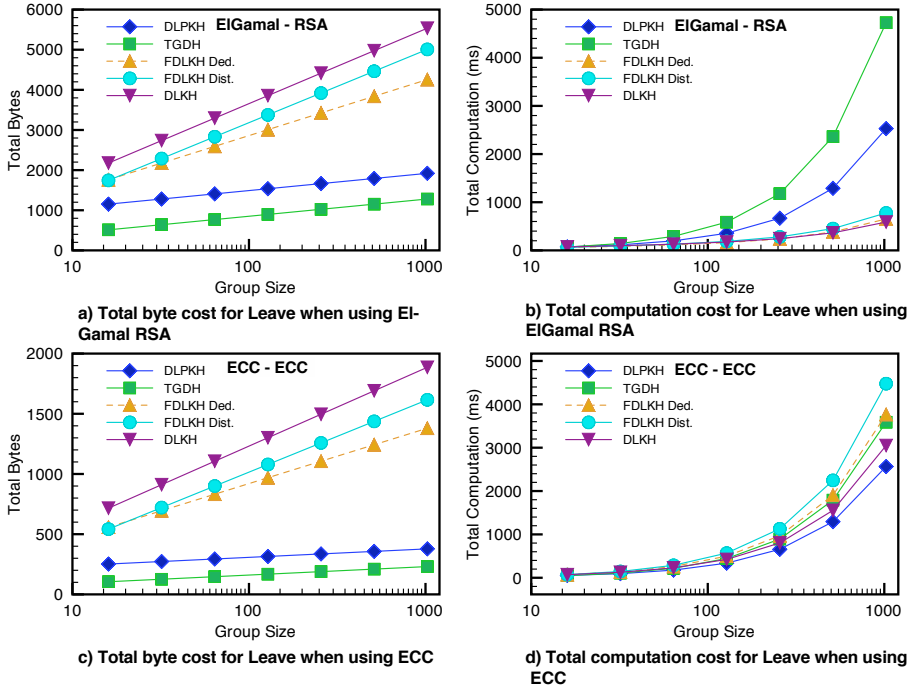 ElGamal - RSA
DLPKH
TGDH
FDLKH Ded.
FDLKH Dist.
DLKH
Total Bytes
6000
5000
4000
3000
2000
1000
0
10
100
1000
Group Size
a) Total byte cost for Leave when using El-
Gamal RSA
ElGamal - RSA
DLPKH
TGDH
FDLKH Ded.
FDLKH Dist.
DLKH
Total Computation (ms)
5000
4000
3000
2000
1000
0
10
100
1000
Group Size
b) Total computation cost for Leave when using
ElGamal RSA
ECC - ECC
DLPKH
TGDH
FDLKH Ded.
FDLKH Dist.
DLKH
Total Bytes
2000
1500
1000
500
0
10
100
1000
Group Size
c) Total byte cost for Leave when using ECC
ECC - ECC
DLPKH
TGDH
FDLKH Ded.
FDLKH Dist.
DLKH
Total Computation (ms)
5000
4000
3000
2000
1000
0
10
100
1000
Group Size
d) Total computation cost for Leave when using
ECC